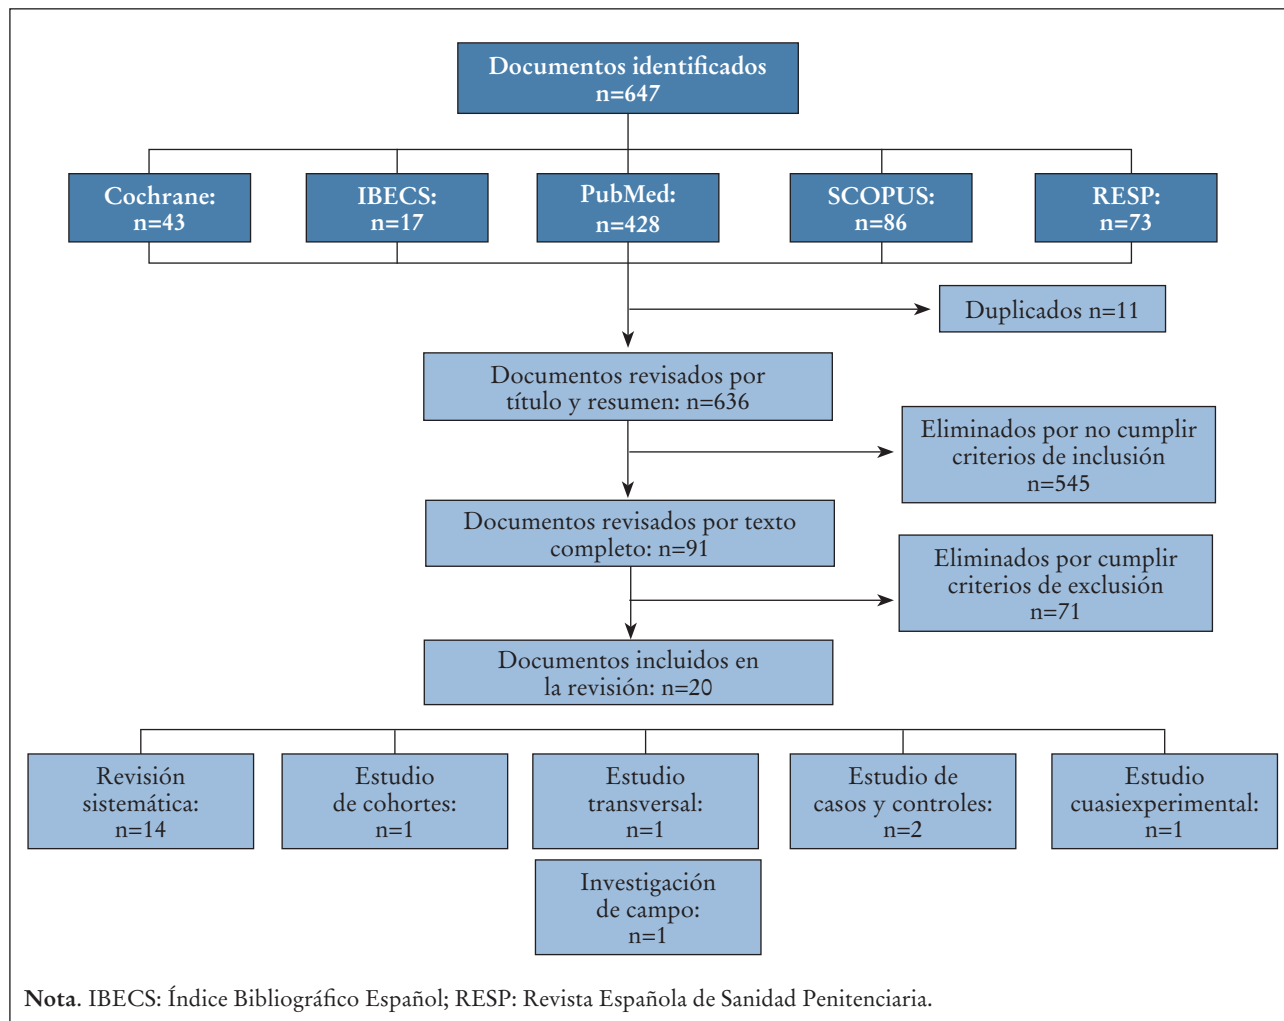 Documentos identificados
n=647
Cochrane:
n=43
IBECS:
n=17
PubMed:
n=428
SCOPUS:
n=86
RESP:
n=73
Duplicados n=11
Documentos revisados por
título y resumen: n=636
Eliminados por no cumplir
criterios de inclusión
n=545
Documentos revisados por texto
completo: n=91
Eliminados por cumplir
criterios de exclusión
n=71
Documentos incluidos en
la revisión: n=20
Revisión
sistemática:
n=14
Estudio
de cohortes:
n=1
Estudio
transversal:
n=1
Estudio de
casos y controles:
n=2
Estudio
cuasiexperimental:
n=1
Investigación
de campo:
n=1
Nota. IBECS: Índice Bibliográfico Español; RESP: Revista Española de Sanidad Penitenciaria.